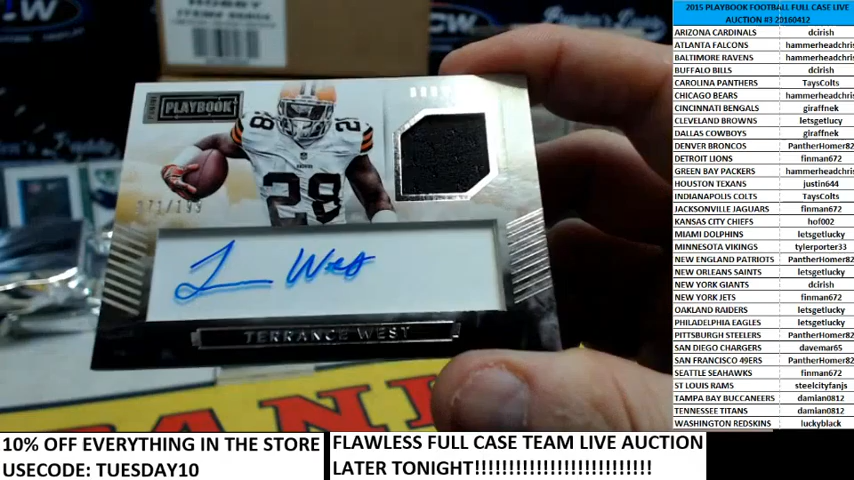 HOBBY
PANINI
PLAYBOOK
28 28
28
171/199
T West
TERRANCE WEST
10% OFF EVERYTHING IN THE STORE
USECODE: TUESDAY10
FLAWLESS FULL CASE TEAM LIVE AUCTION
LATER TONIGHT!!!!!!!!!!!!!!!!!!!!!!!!!!!
2015 PLAYBOOK FOOTBALL FULL CASE LIVE
AUCTION #3 20160412
ARIZONA CARDINALS dcirish
ATLANTA FALCONS hammerheadchris
BALTIMORE RAVENS hammerheadchris
BUFFALO BILLS dcirish
CAROLINA PANTHERS TaysColts
CHICAGO BEARS hammerheadchris
CINCINNATI BENGALS giraffnek
CLEVELAND BROWNS letsgetlucy
DALLAS COWBOYS giraffnek
DENVER BRONCOS PantherHomer82
DETROIT LIONS finman672
GREEN BAY PACKERS hammerheadchris
HOUSTON TEXANS justin644
INDIANAPOLIS COLTS TaysColts
JACKSONVILLE JAGUARS finman672
KANSAS CITY CHIEFS hof002
MIAMI DOLPHINS letsgetlucky
MINNESOTA VIKINGS tylerporter33
NEW ENGLAND PATRIOTS PantherHomer82
NEW ORLEANS SAINTS letsgetlucky
NEW YORK GIANTS dcirish
NEW YORK JETS finman672
OAKLAND RAIDERS letsgetlucky
PHILADELPHIA EAGLES letsgetlucky
PITTSBURGH STEELERS PantherHomer82
SAN DIEGO CHARGERS davemar65
SAN FRANCISCO 49ERS PantherHomer82
SEATTLE SEAHAWKS finman672
ST LOUIS RAMS steelcityfanjs
TAMPA BAY BUCCANEERS damian0812
TENNESSEE TITANS damian0812
WASHINGTON REDSKINS luckyblack